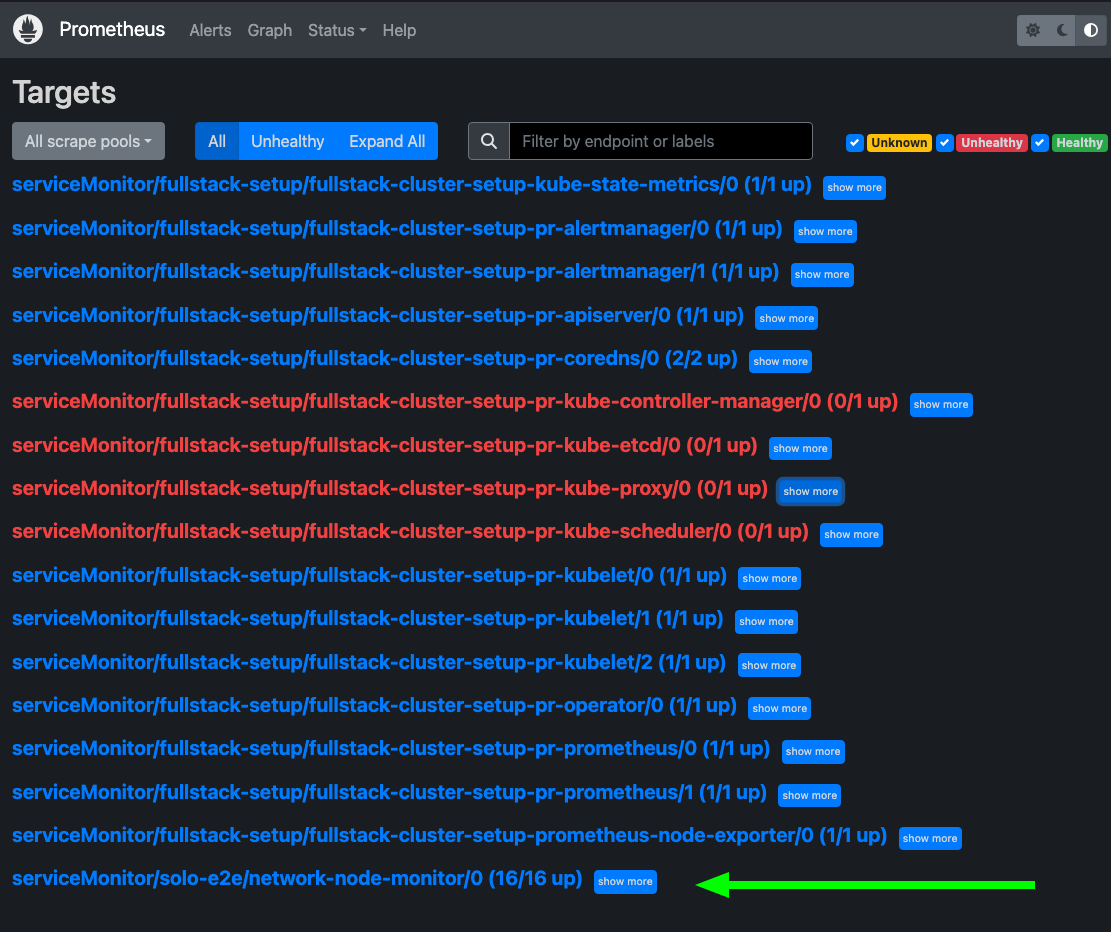 Prometheus Alerts Graph Status Help
Targets
All scrape pools All Unhealthy Expand All Filter by endpoint or labels Unknown Unhealthy Healthy
serviceMonitor/fullstack-setup/fullstack-cluster-setup-kube-state-metrics/0 (1/1 up) show more
serviceMonitor/fullstack-setup/fullstack-cluster-setup-pr-alertmanager/0 (1/1 up) show more
serviceMonitor/fullstack-setup/fullstack-cluster-setup-pr-alertmanager/1 (1/1 up) show more
serviceMonitor/fullstack-setup/fullstack-cluster-setup-pr-apiserver/0 (1/1 up) show more
serviceMonitor/fullstack-setup/fullstack-cluster-setup-pr-coredns/0 (2/2 up) show more
serviceMonitor/fullstack-setup/fullstack-cluster-setup-pr-kube-controller-manager/0 (0/1 up) show more
serviceMonitor/fullstack-setup/fullstack-cluster-setup-pr-kube-etcd/0 (0/1 up) show more
serviceMonitor/fullstack-setup/fullstack-cluster-setup-pr-kube-proxy/0 (0/1 up) show more
serviceMonitor/fullstack-setup/fullstack-cluster-setup-pr-kube-scheduler/0 (0/1 up) show more
serviceMonitor/fullstack-setup/fullstack-cluster-setup-pr-kubelet/0 (1/1 up) show more
serviceMonitor/fullstack-setup/fullstack-cluster-setup-pr-kubelet/1 (1/1 up) show more
serviceMonitor/fullstack-setup/fullstack-cluster-setup-pr-kubelet/2 (1/1 up) show more
serviceMonitor/fullstack-setup/fullstack-cluster-setup-pr-operator/0 (1/1 up) show more
serviceMonitor/fullstack-setup/fullstack-cluster-setup-pr-prometheus/0 (1/1 up) show more
serviceMonitor/fullstack-setup/fullstack-cluster-setup-pr-prometheus/1 (1/1 up) show more
serviceMonitor/fullstack-setup/fullstack-cluster-setup-prometheus-node-exporter/0 (1/1 up) show more
serviceMonitor/solo-e2e/network-node-monitor/0 (16/16 up) show more